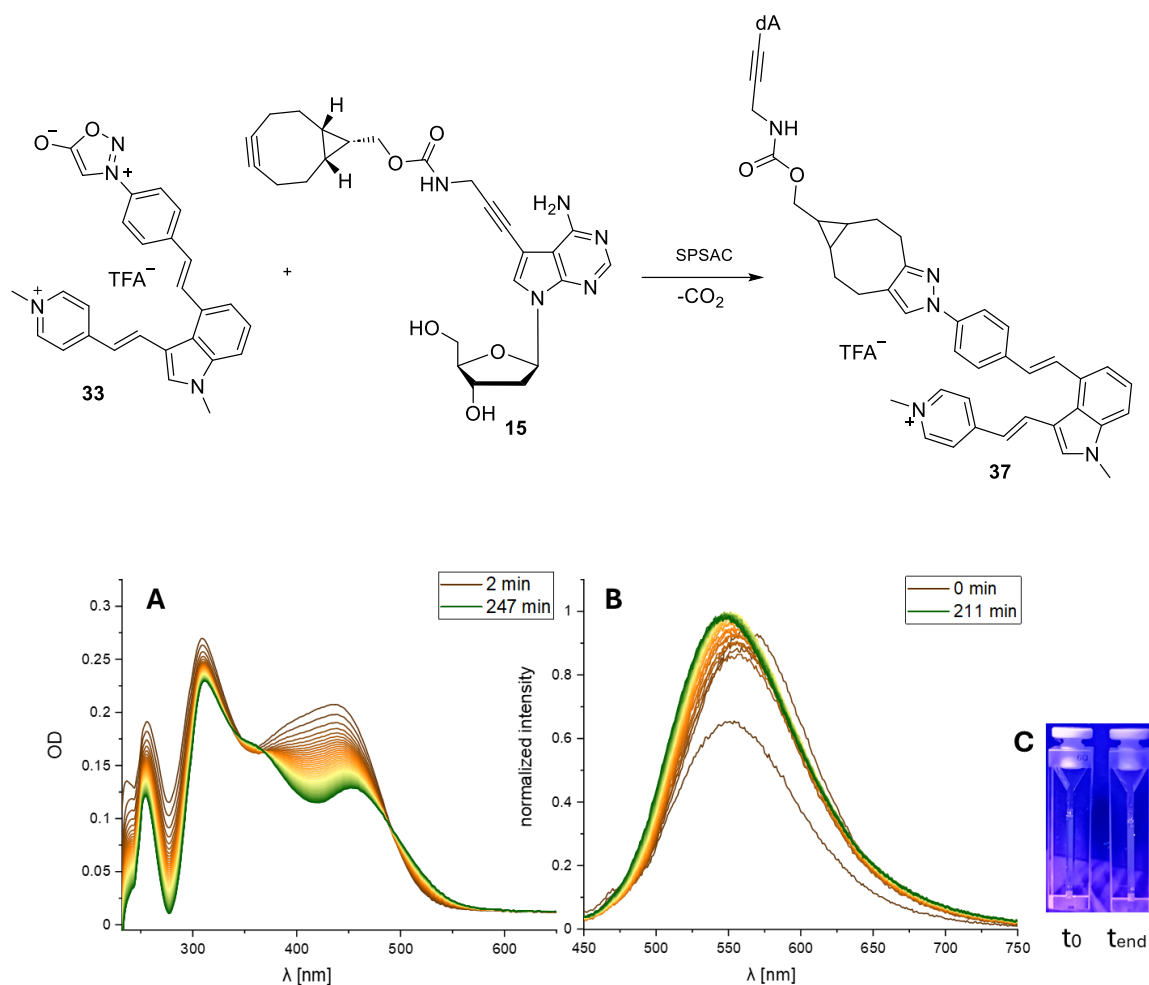 dA
NH
O
O
H
O
O
N
O⁻
N
+
O
NH
H
H₂N
N
N
N
N
TFA⁻
+
SPSAC
-CO₂
N
+
N
HO
O
OH
33
15
N
N
TFA⁻
N
+
N
37
A
2 min
247 min
B
0 min
211 min
C
0.3
0.25
0.2
0.15
0.1
0.05
0
OD
300
400
500
600
λ [nm]
1
0.8
0.6
0.4
0.2
0
normalized intensity
450
500
550
600
650
700
750
λ [nm]
t0
tend